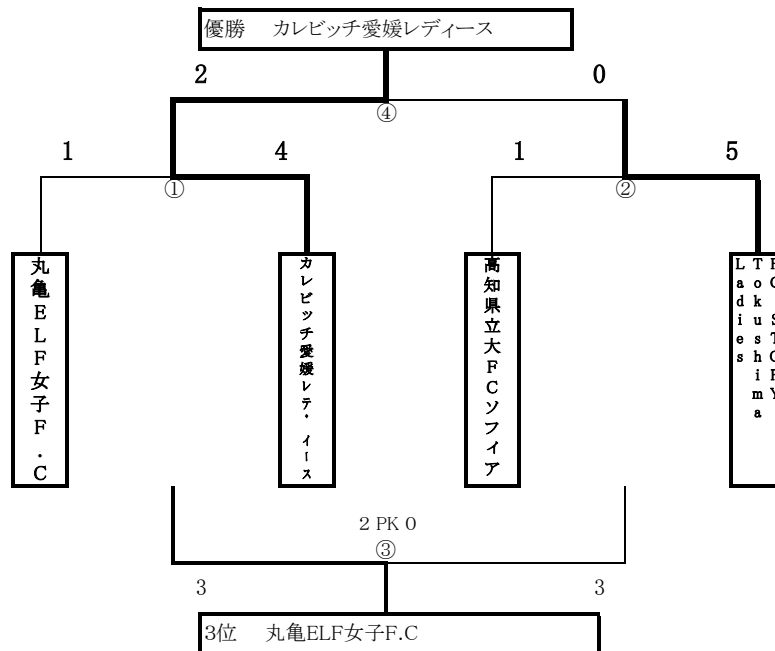 優勝 カレビッチ愛媛レディース
2 0
④
1 4 1 5
① ②
丸亀ELF女子F.C
カレビッチ愛媛レディース
高知県立大FCソフィア
Tokushima
Ladies
2 PK 0
③
3 3
3位 丸亀ELF女子F.C